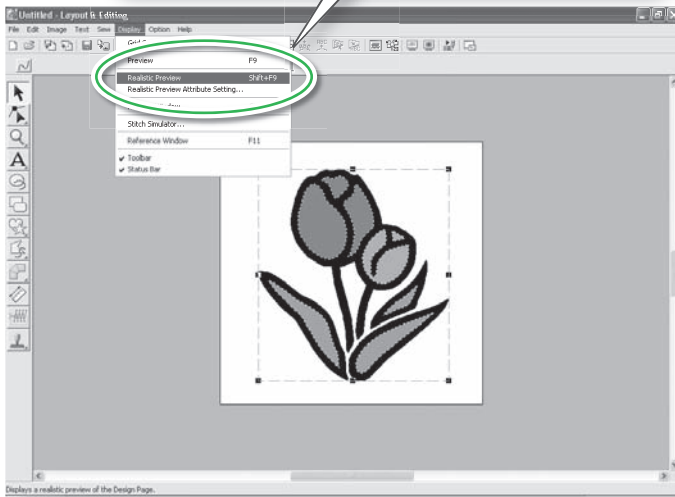 Untitled - Layout & Editing
File Edit Image Text Sew Display Option Help
Preview F9
Realistic Preview Shift+F9
Realistic Preview Attribute Setting...
Stitch Simulator...
Reference Window F11
✓ Toolbar
✓ Status Bar
A
Displays a realistic preview of the Design Page.